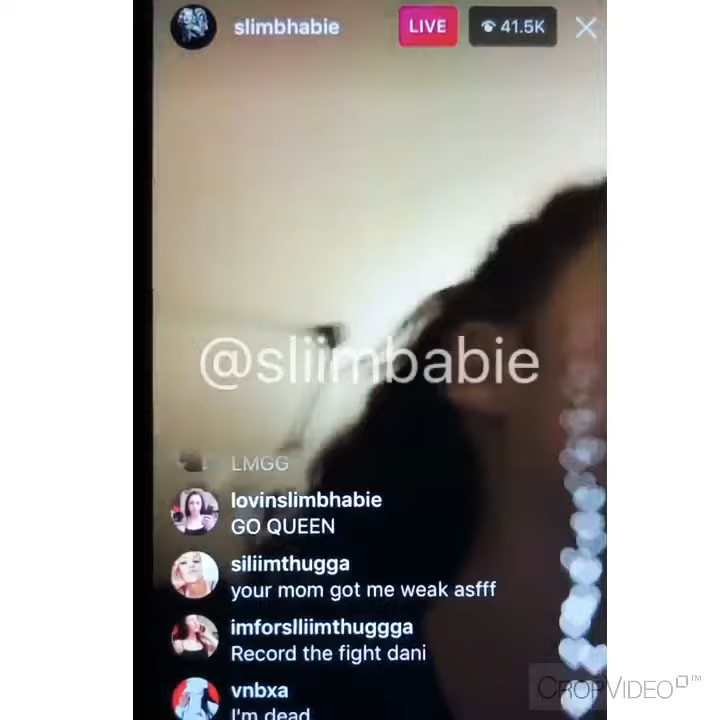 slimbhabie
LIVE
41.5K
@sliimbabie
LMGG
lovinslimbhabie
GO QUEEN
siliimthugga
your mom got me weak asfff
imforslliimthuggga
Record the fight dani
vnbxa
I'm dead
CROPVIDEO™